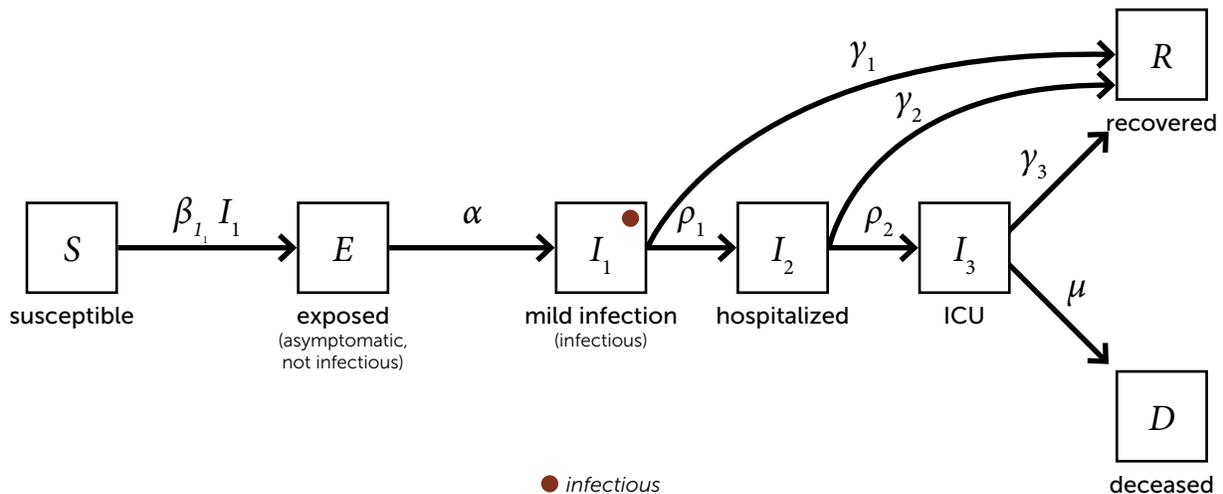 γ₁
R
γ₂
recovered
γ₃
β_I₁ I₁
α
ρ₁
ρ₂
S
E
I₁
I₂
I₃
μ
susceptible
exposed
(asymptomatic,
not infectious)
mild infection
(infectious)
hospitalized
ICU
D
deceased
infectious